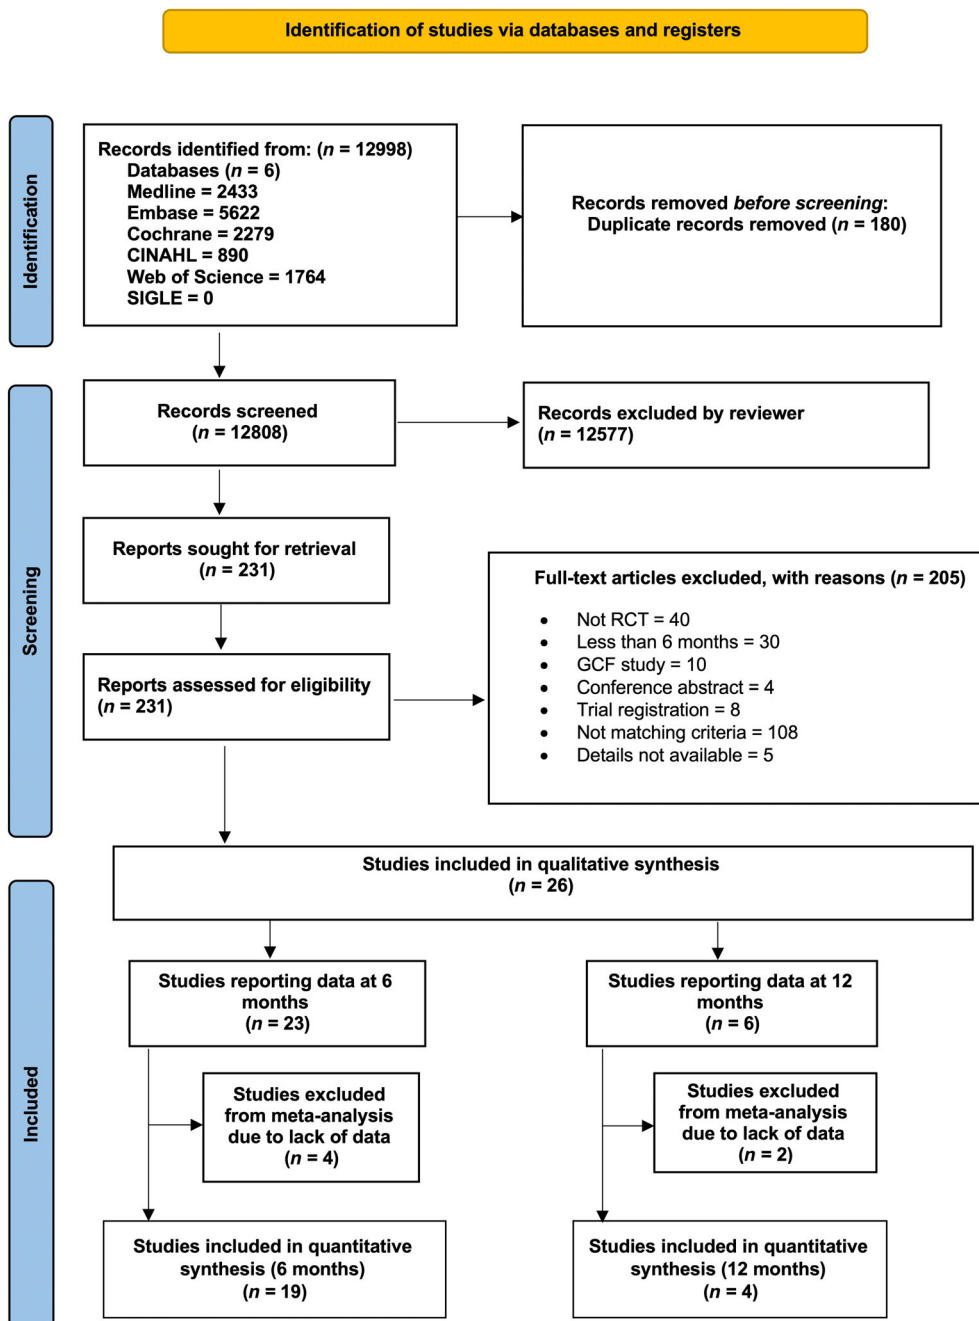 Identification of studies via databases and registers
Identification
Records identified from: (n = 12998)
Databases (n = 6)
Medline = 2433
Embase = 5622
Cochrane = 2279
CINAHL = 890
Web of Science = 1764
SIGLE = 0
Records removed before screening:
Duplicate records removed (n = 180)
Screening
Records screened
(n = 12808)
Records excluded by reviewer
(n = 12577)
Reports sought for retrieval
(n = 231)
Reports assessed for eligibility
(n = 231)
Full-text articles excluded, with reasons (n = 205)
• Not RCT = 40
• Less than 6 months = 30
• GCF study = 10
• Conference abstract = 4
• Trial registration = 8
• Not matching criteria = 108
• Details not available = 5
Included
Studies included in qualitative synthesis
(n = 26)
Studies reporting data at 6
months
(n = 23)
Studies excluded
from meta-analysis
due to lack of data
(n = 4)
Studies included in quantitative
synthesis (6 months)
(n = 19)
Studies reporting data at 12
months
(n = 6)
Studies excluded
from meta-analysis
due to lack of data
(n = 2)
Studies included in quantitative
synthesis (12 months)
(n = 4)